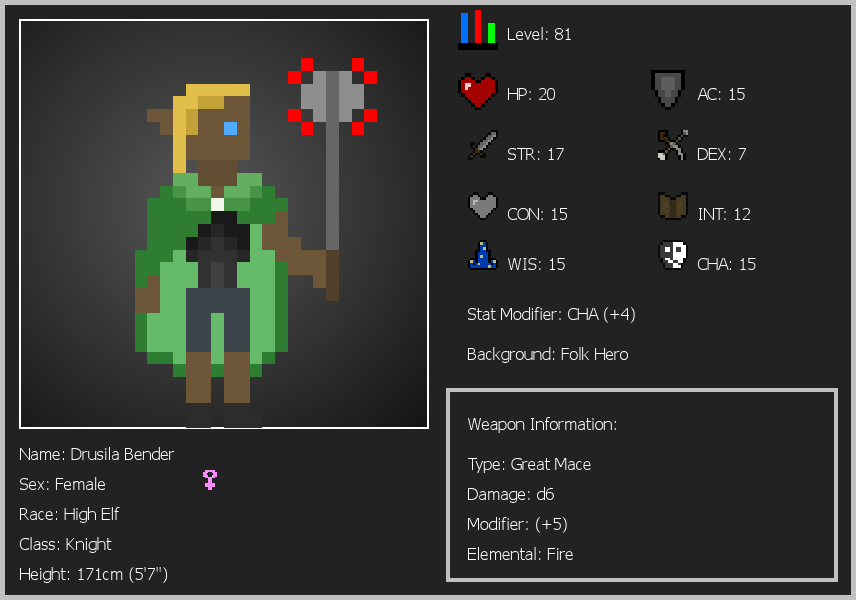 Level: 81
HP: 20
AC: 15
STR: 17
DEX: 7
CON: 15
INT: 12
WIS: 15
CHA: 15
Stat Modifier: CHA (+4)
Background: Folk Hero
Weapon Information:
Type: Great Mace
Damage: d6
Modifier: (+5)
Elemental: Fire
Name: Drusila Bender
Sex: Female
Race: High Elf
Class: Knight
Height: 171cm (5'7")